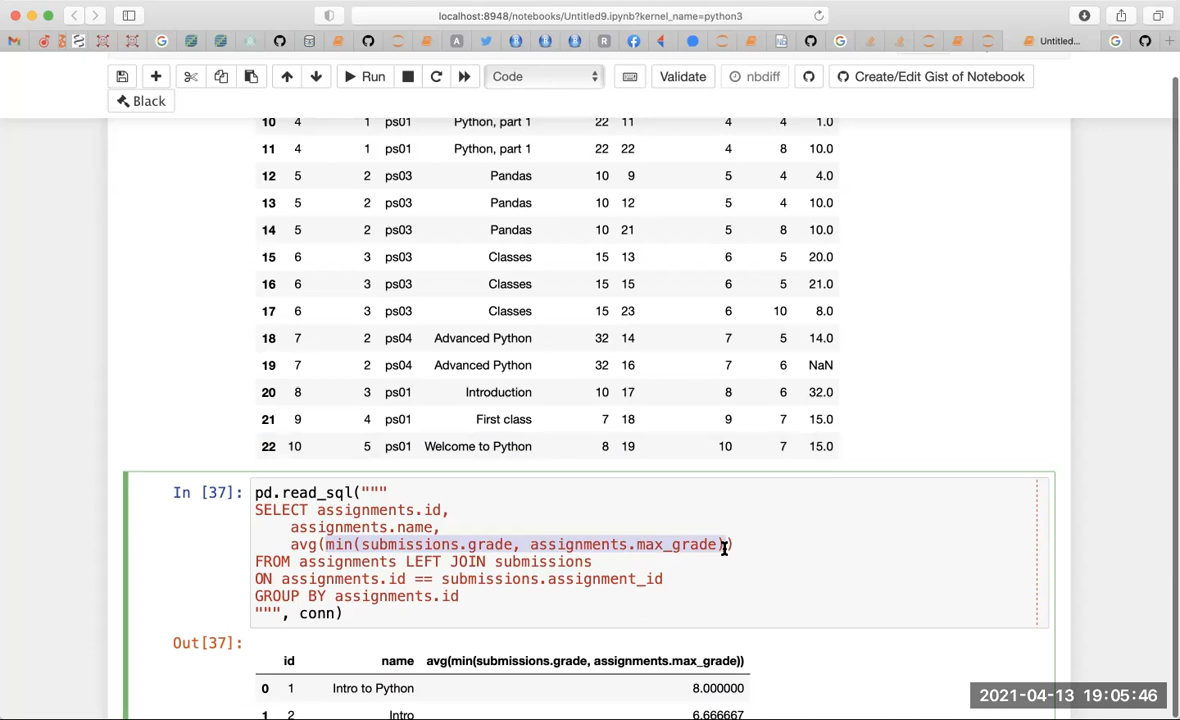 localhost:8948/notebooks/Untitled9.ipynb?kernel_name=python3
Untitled...
Run
Code
Validate
nbdiff
Create/Edit Gist of Notebook
Black
10 4 1 ps01 Python, part 1 22 11 4 4 1.0
11 4 1 ps01 Python, part 1 22 22 4 8 10.0
12 5 2 ps03 Pandas 10 9 5 4 4.0
13 5 2 ps03 Pandas 10 12 5 4 10.0
14 5 2 ps03 Pandas 10 21 5 8 10.0
15 6 3 ps03 Classes 15 13 6 5 20.0
16 6 3 ps03 Classes 15 15 6 5 21.0
17 6 3 ps03 Classes 15 23 6 10 8.0
18 7 2 ps04 Advanced Python 32 14 7 5 14.0
19 7 2 ps04 Advanced Python 32 16 7 6 NaN
20 8 3 ps01 Introduction 10 17 8 6 32.0
21 9 4 ps01 First class 7 18 9 7 15.0
22 10 5 ps01 Welcome to Python 8 19 10 7 15.0
In [37]: pd.read_sql("""
SELECT assignments.id,
assignments.name,
avg(min(submissions.grade, assignments.max_grade))
FROM assignments LEFT JOIN submissions
ON assignments.id == submissions.assignment_id
GROUP BY assignments.id
""", conn)
Out[37]:
id name avg(min(submissions.grade, assignments.max_grade))
0 1 Intro to Python 8.000000
1 2 Intro 6.666667
2021-04-13 19:05:46